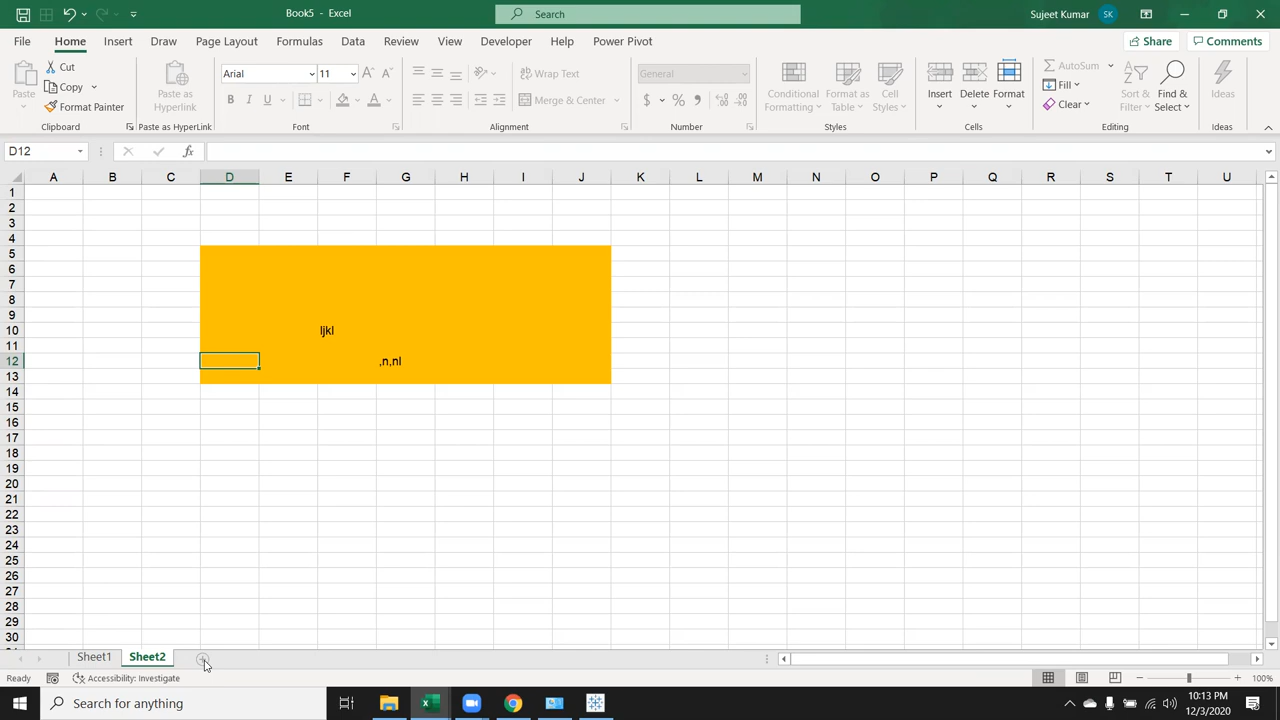 Book5 - Excel
Search
Sujeet Kumar
SK
File Home Insert Draw Page Layout Formulas Data Review View Developer Help Power Pivot
Share Comments
Paste
Cut
Copy
Format Painter
Clipboard
Paste as Hyperlink
Paste as HyperLink
Arial 11
B I U
Font
Wrap Text
Merge & Center
Alignment
General
$ %
Number
Conditional Formatting
Format as Table
Cell Styles
Styles
Insert Delete Format
Cells
AutoSum
Fill
Clear
Sort & Filter
Find & Select
Editing
Ideas
Ideas
D12 fx
A B C D E F G H I J K L M N O P Q R S T U
1
2
3
4
5
6
7
8
9
10 ljkl
11
12 ,n,nl
13
14
15
16
17
18
19
20
21
22
23
24
25
26
27
28
29
30
Sheet1 Sheet2
Ready Accessibility: Investigate 100%
Search for anything
10:13 PM
12/3/2020